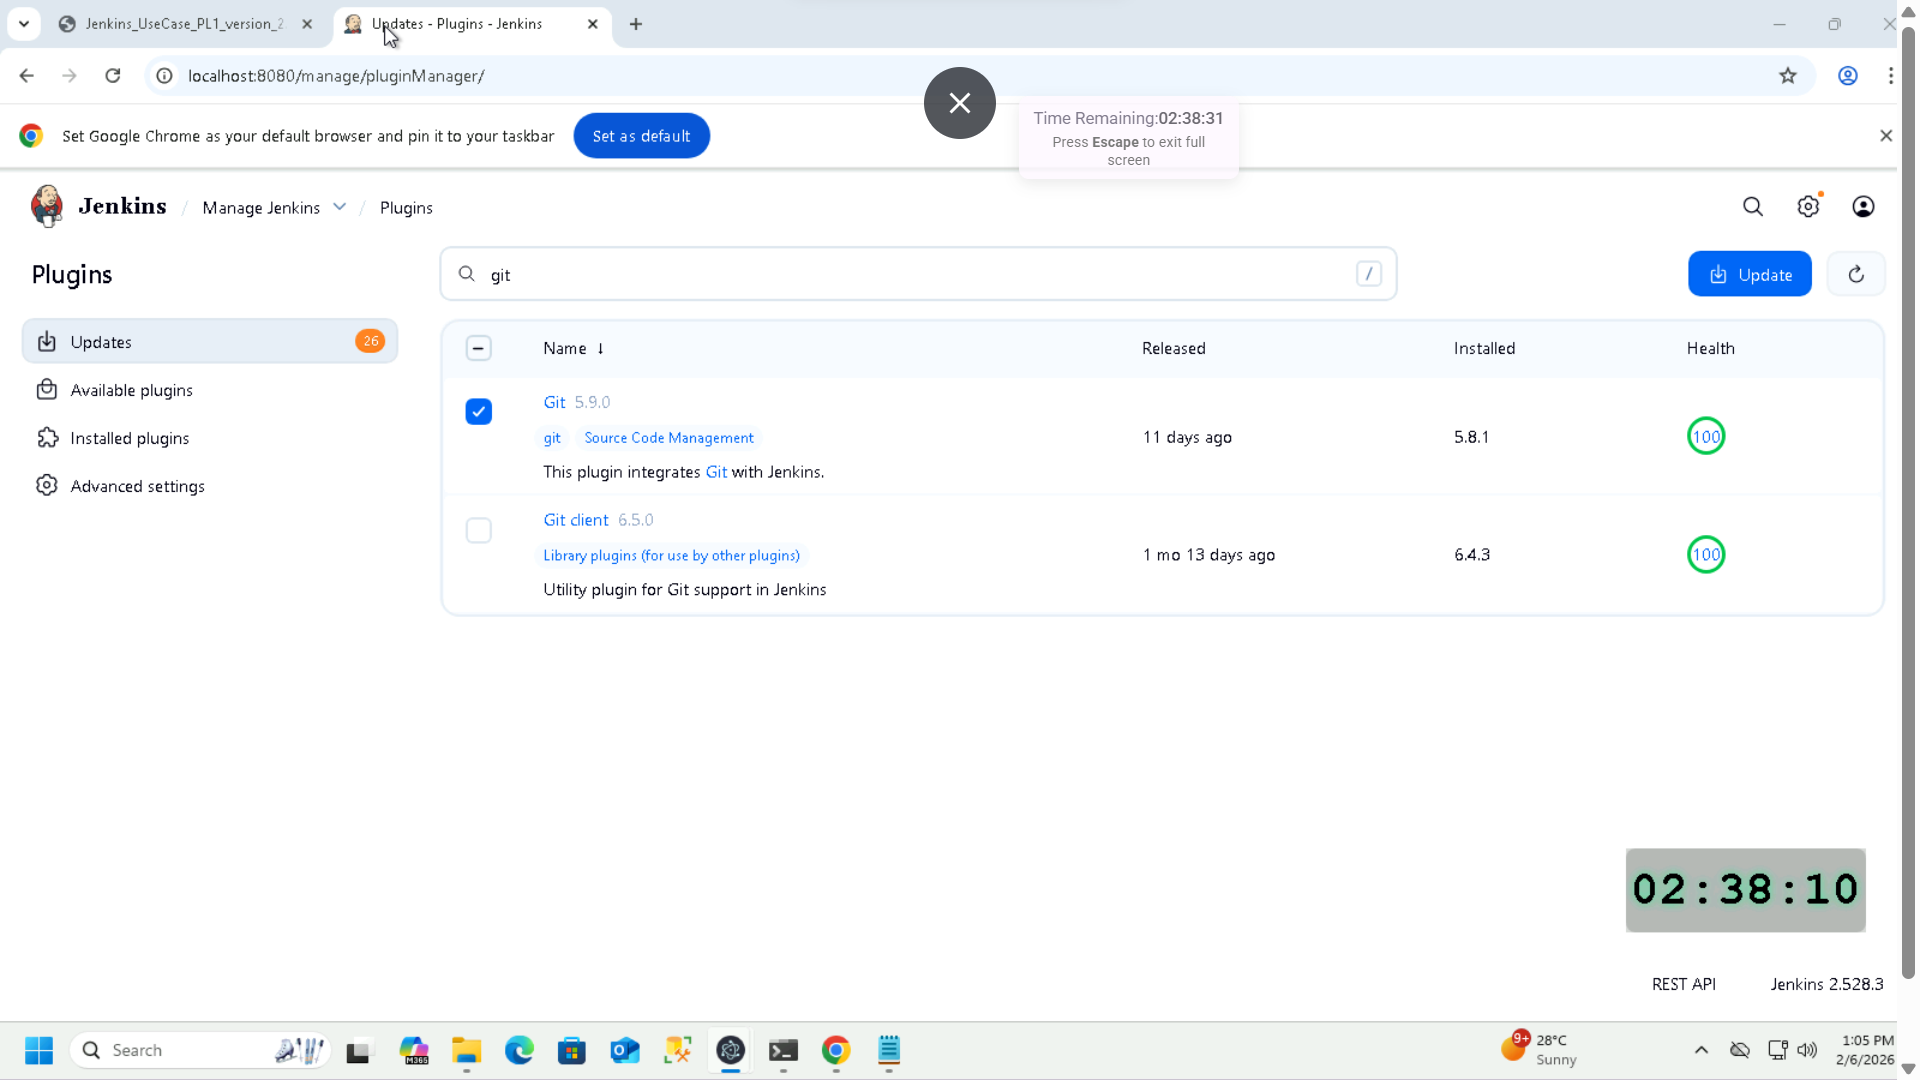 Jenkins_UseCase_PL1_version_2
Updates - Plugins - Jenkins
localhost:8080/manage/pluginManager/
Set Google Chrome as your default browser and pin it to your taskbar
Set as default
Time Remaining:02:38:31
Press Escape to exit full
screen
Jenkins / Manage Jenkins / Plugins
Plugins
git
/
Update
Updates 26
Available plugins
Installed plugins
Advanced settings
Name ↓ Released Installed Health
Git 5.9.0
git Source Code Management
This plugin integrates Git with Jenkins.
11 days ago
5.8.1
100
Git client 6.5.0
Library plugins (for use by other plugins)
Utility plugin for Git support in Jenkins
1 mo 13 days ago
6.4.3
100
02:38:10
REST API Jenkins 2.528.3
Search
M365
9+
28°C
Sunny
1:05 PM
2/6/2026